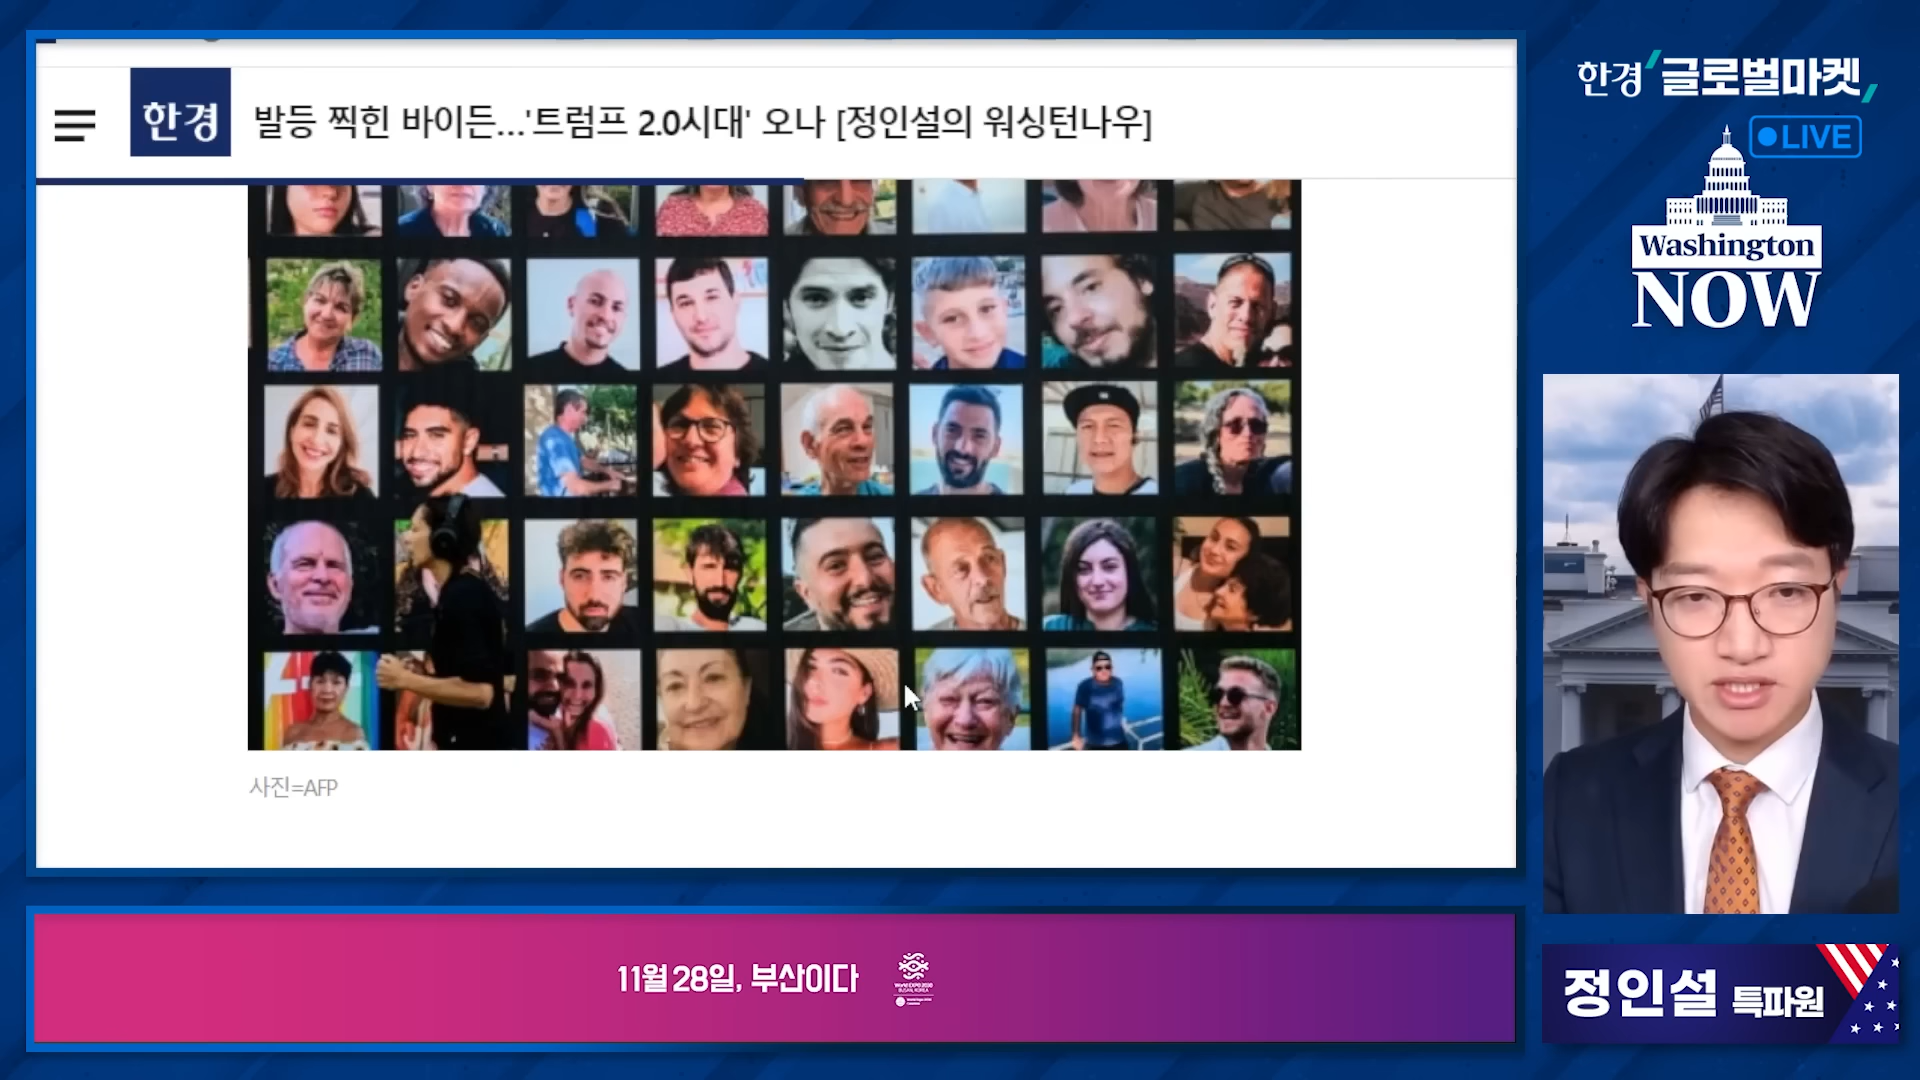 한경
발등 찍힌 바이든...'트럼프 2.0시대' 오나 [정인설의 워싱턴나우]
사진=AFP
한경 글로벌마켓
LIVE
Washington
NOW
11월 28일, 부산이다
정인설 특파원